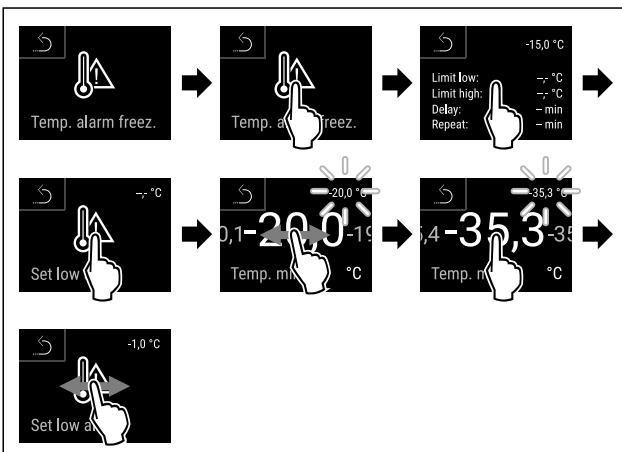 Temp. alarm freez.
Temp. a freez.
-15,0 °C
Limit low: –,- °C
Limit high: –,- °C
Delay: – min
Repeat: – min
–,- °C
Set low
-20,0 °C
0,1 -20,0 -19
Temp. m °C
-35,3 °C
5,4 -35,3 -35
Temp. m °C
-1,0 °C
Set low a